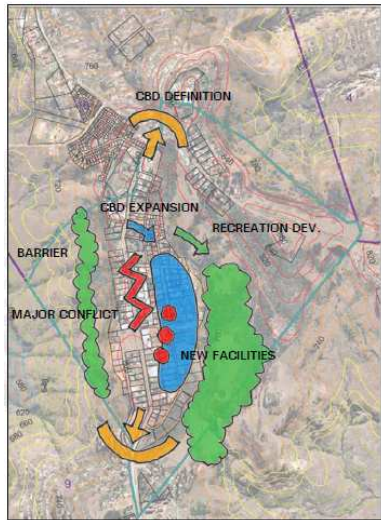 CBD DEFINITION
CBD EXPANSION
RECREATION DEV.
BARRIER
MAJOR CONFLICT
NEW FACILITIES